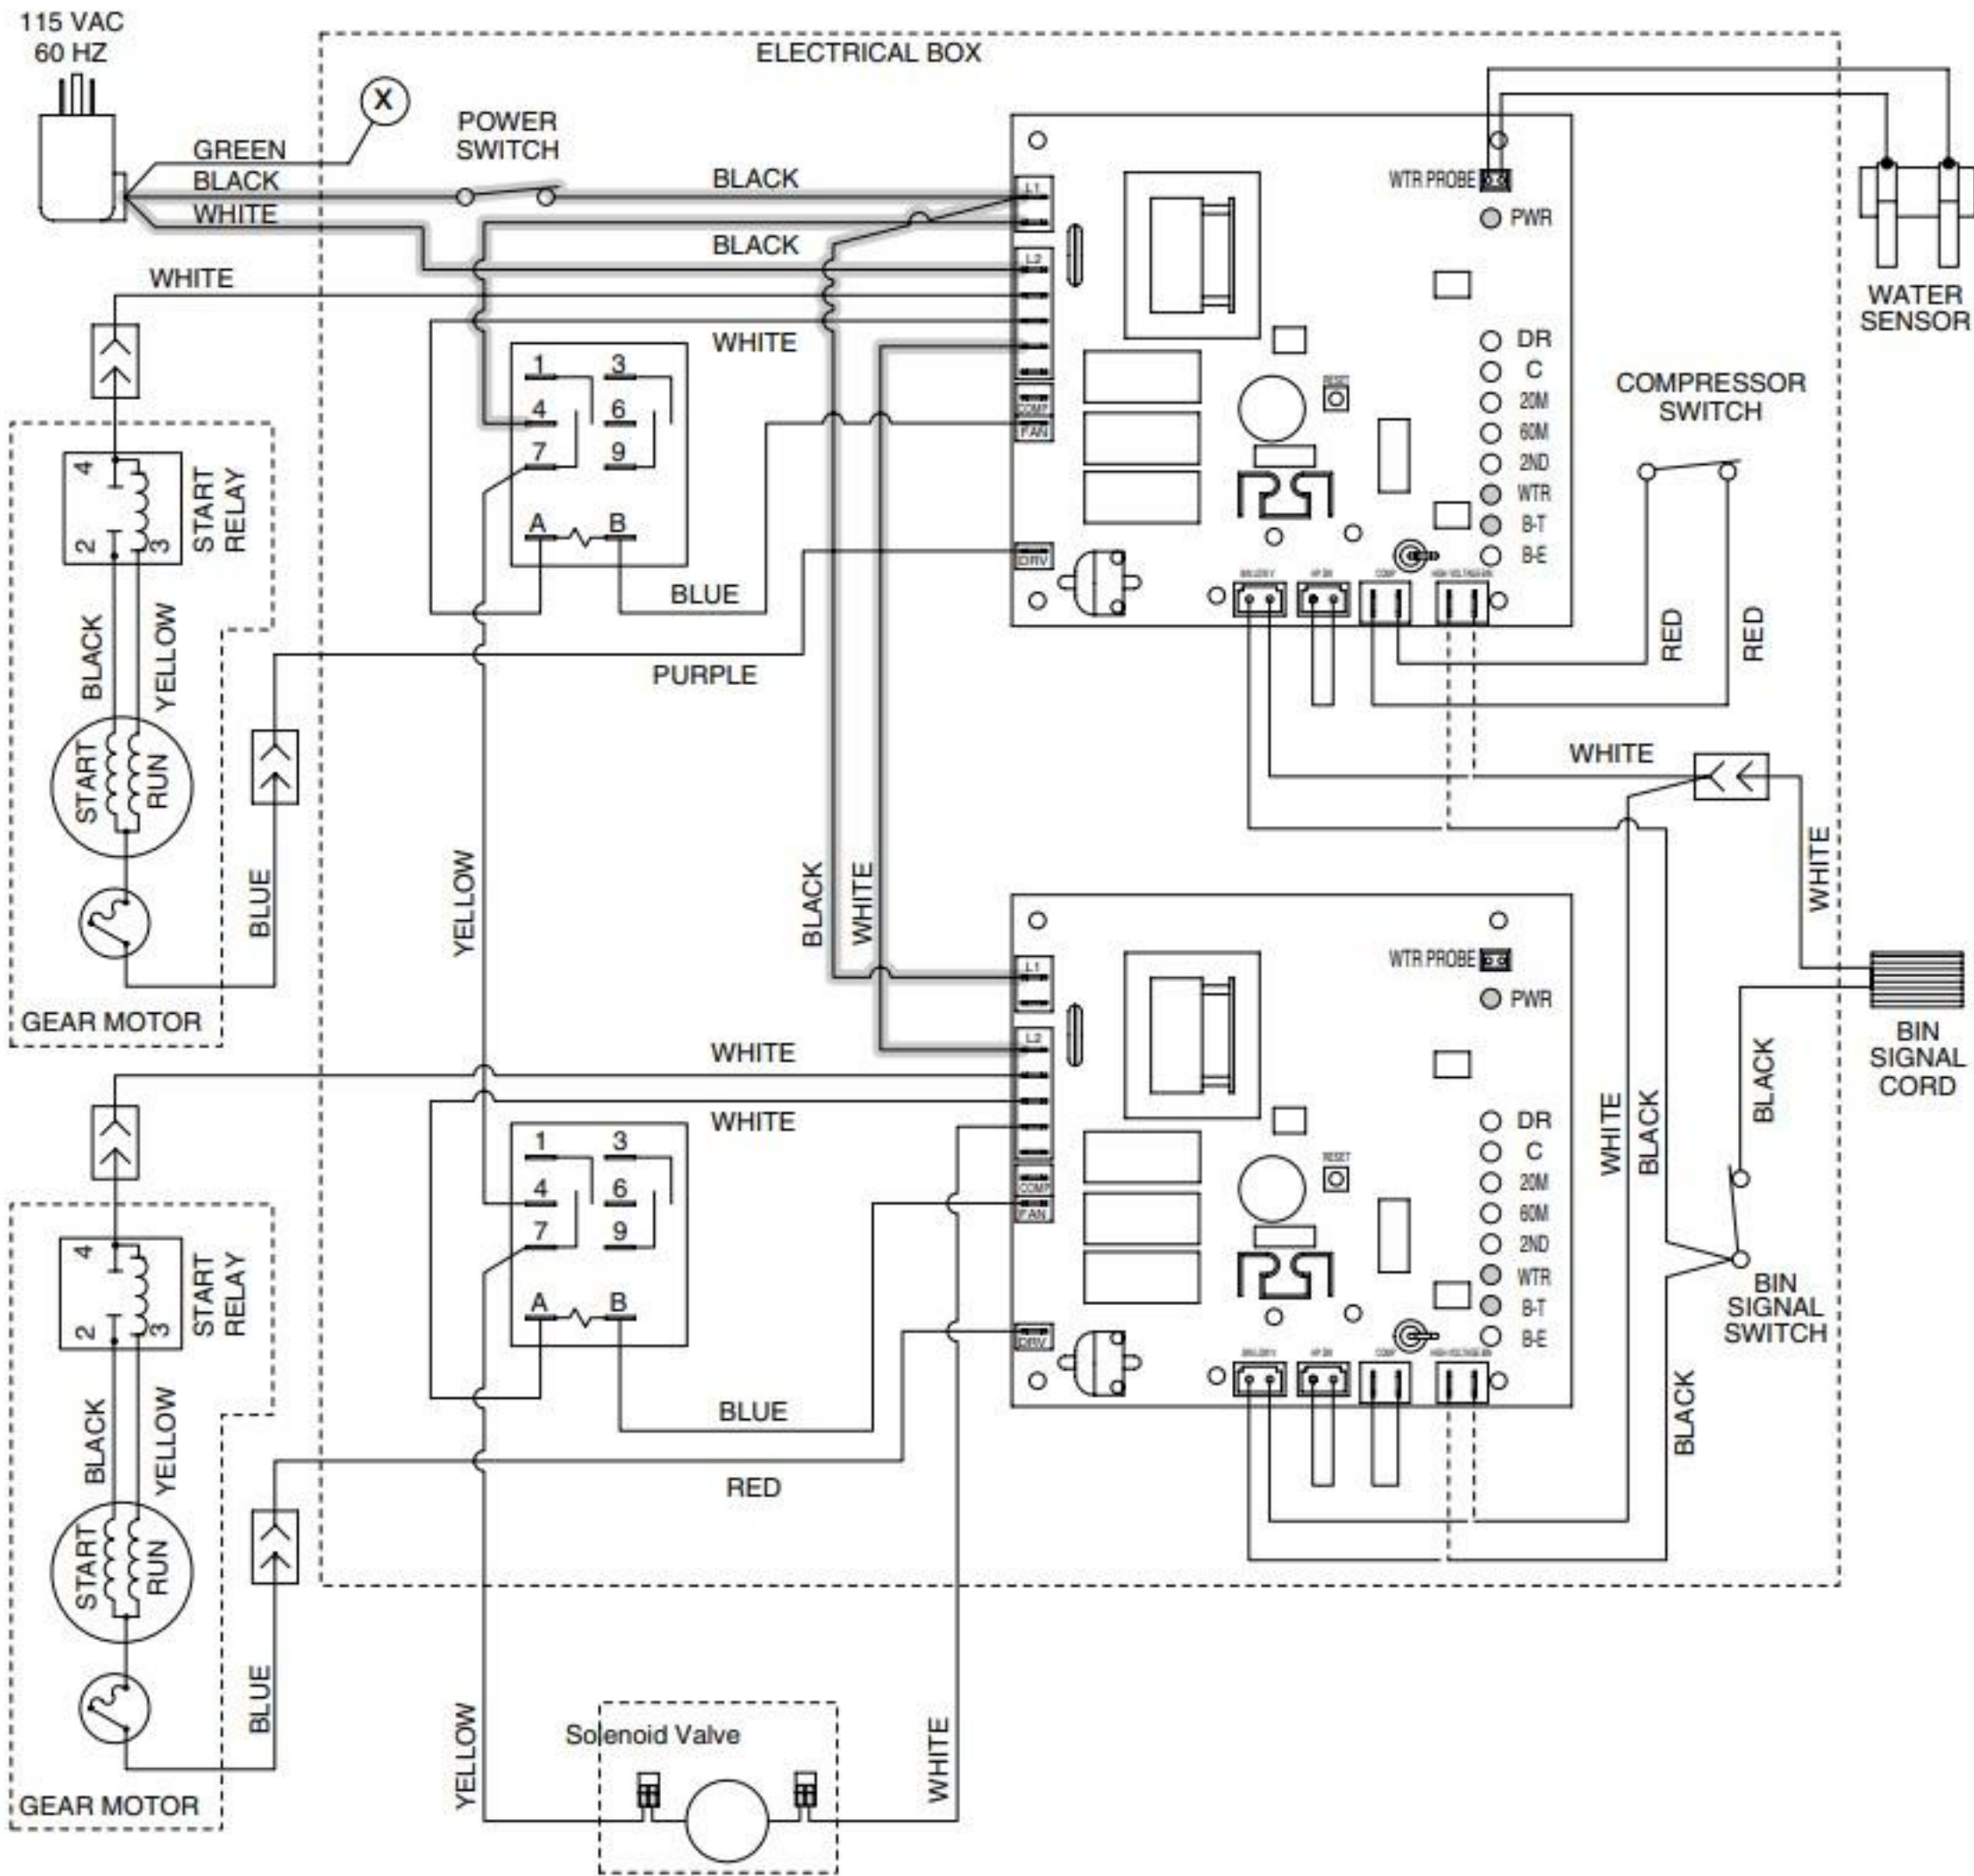 115 VAC
60 HZ
ELECTRICAL BOX
X
POWER
SWITCH
GREEN
BLACK
WHITE
BLACK
BLACK
WHITE
WHITE
L1
L2
COMP
FAN
DRV
WTR PROBE
PWR
RESET
DR
C
20M
60M
2ND
WTR
B-T
B-E
COMP
WATER
SENSOR
COMPRESSOR
SWITCH
RED
RED
1
3
4
6
7
9
A
B
BLUE
PURPLE
4
2
3
START
RELAY
BLACK
YELLOW
START
RUN
BLUE
GEAR MOTOR
YELLOW
BLACK
WHITE
WHITE
WHITE
BIN
SIGNAL
CORD
BLACK
WHITE
BLACK
BIN
SIGNAL
SWITCH
BLACK
WHITE
WHITE
L1
L2
COMP
FAN
DRV
WTR PROBE
PWR
RESET
DR
C
20M
60M
2ND
WTR
B-T
B-E
COMP
1
3
4
6
7
9
A
B
BLUE
RED
4
2
3
START
RELAY
BLACK
YELLOW
START
RUN
BLUE
GEAR MOTOR
YELLOW
Solenoid Valve
WHITE